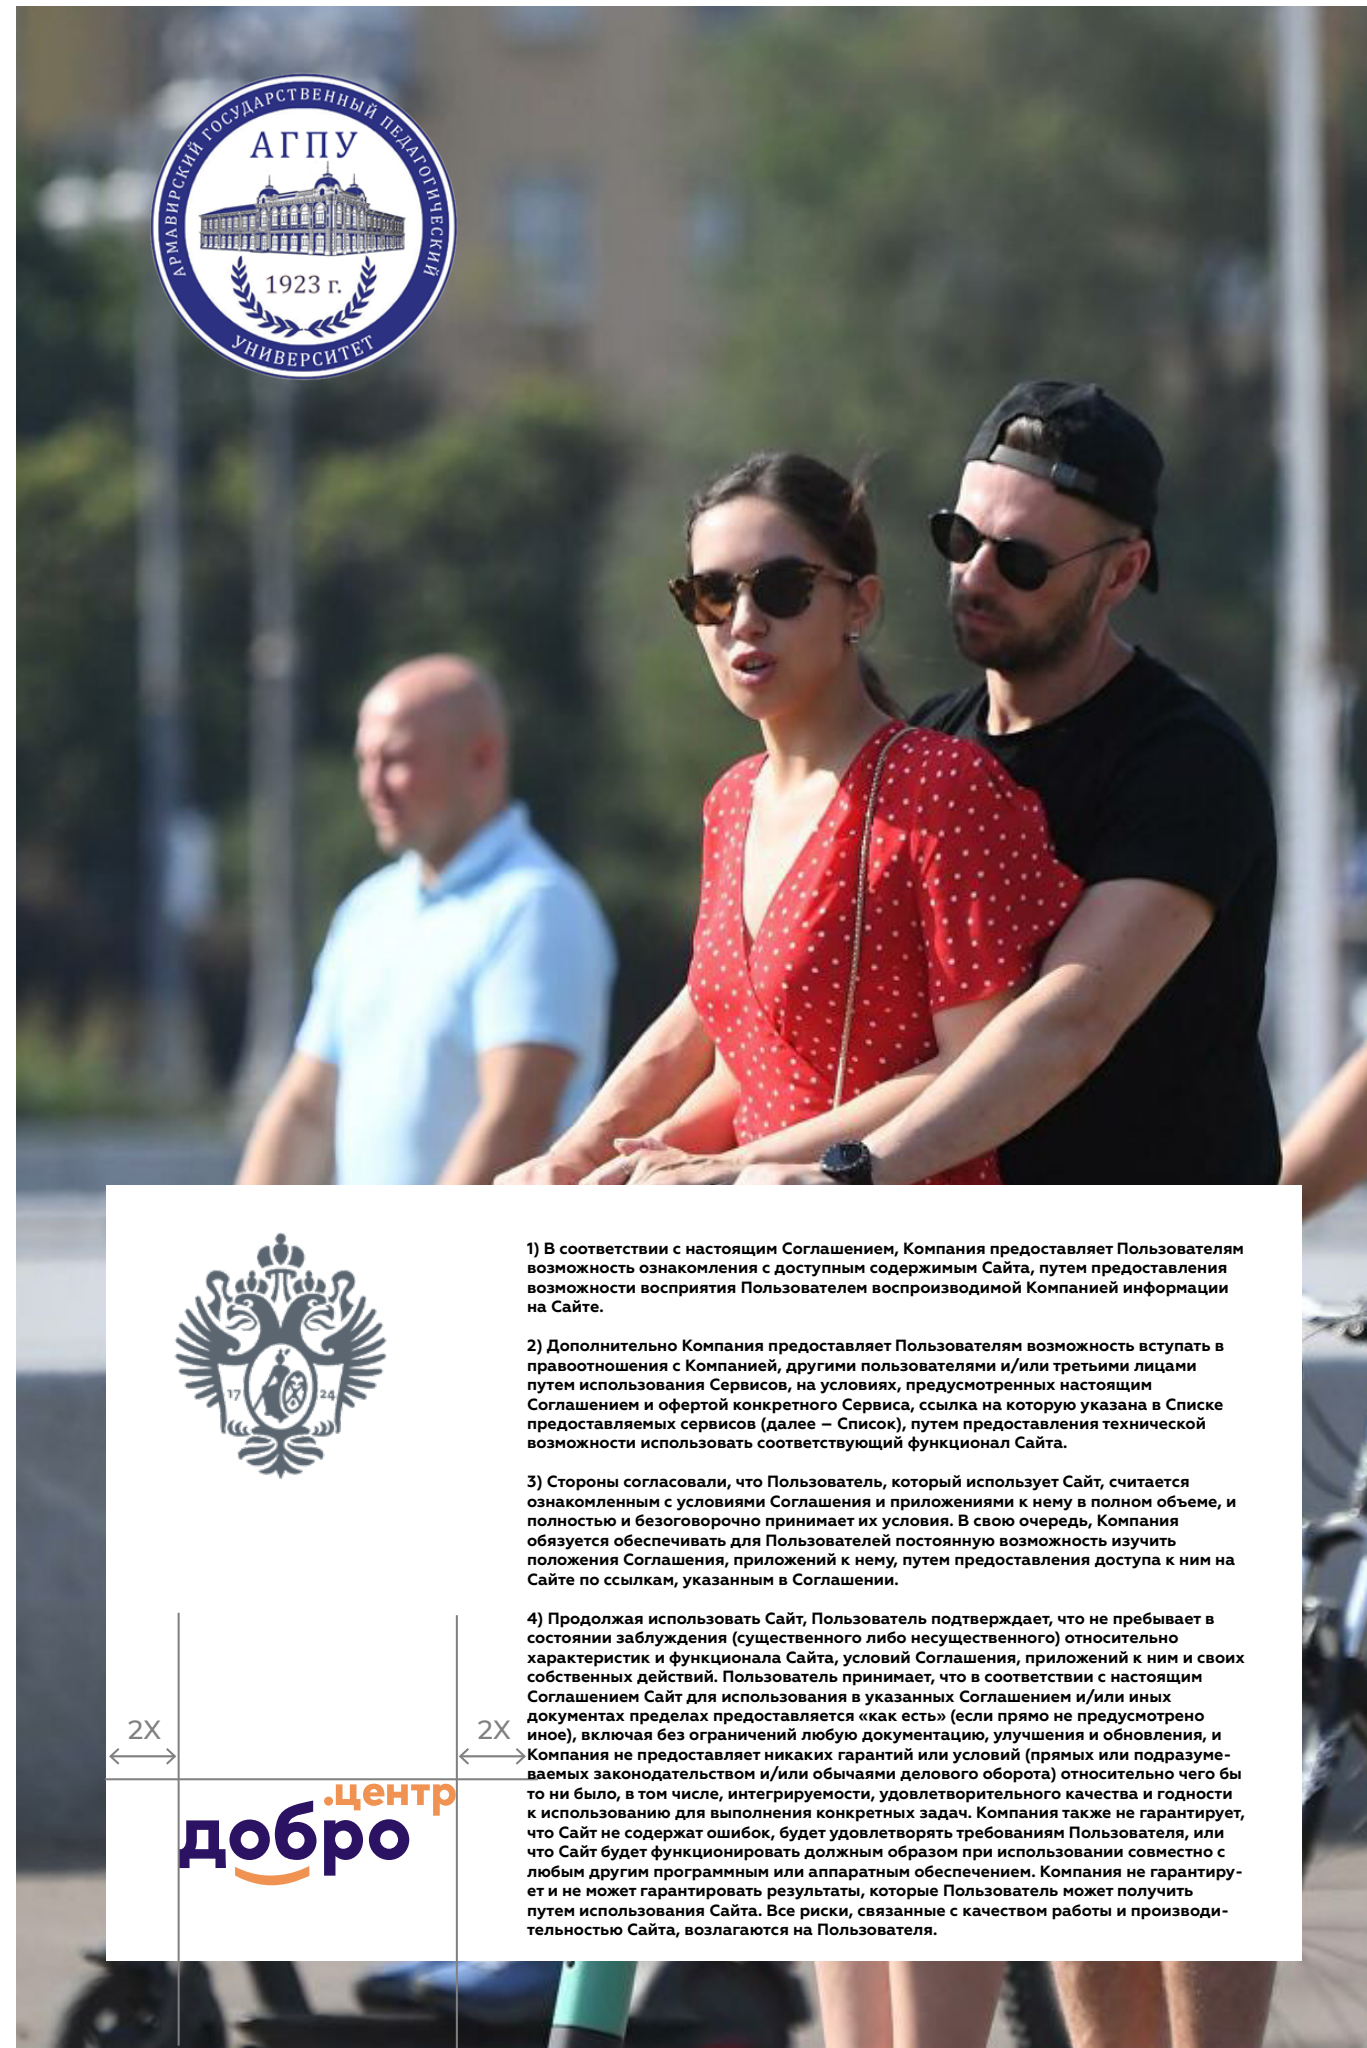 АРМАВИРСКИЙ ГОСУДАРСТВЕННЫЙ ПЕДАГОГИЧЕСКИЙ
АГПУ
1923 г.
УНИВЕРСИТЕТ
17 24
1) В соответствии с настоящим Соглашением, Компания предоставляет Пользователям
возможность ознакомления с доступным содержимым Сайта, путем предоставления
возможности восприятия Пользователем воспроизводимой Компанией информации
на Сайте.
2) Дополнительно Компания предоставляет Пользователям возможность вступать в
правоотношения с Компанией, другими пользователями и/или третьими лицами
путем использования Сервисов, на условиях, предусмотренных настоящим
Соглашением и офертой конкретного Сервиса, ссылка на которую указана в Списке
предоставляемых сервисов (далее – Список), путем предоставления технической
возможности использовать соответствующий функционал Сайта.
3) Стороны согласовали, что Пользователь, который использует Сайт, считается
ознакомленным с условиями Соглашения и приложениями к нему в полном объеме, и
полностью и безоговорочно принимает их условия. В свою очередь, Компания
обязуется обеспечивать для Пользователей постоянную возможность изучить
положения Соглашения, приложений к нему, путем предоставления доступа к ним на
Сайте по ссылкам, указанным в Соглашении.
4) Продолжая использовать Сайт, Пользователь подтверждает, что не пребывает в
состоянии заблуждения (существенного либо несущественного) относительно
характеристик и функционала Сайта, условий Соглашения, приложений к ним и своих
собственных действий. Пользователь принимает, что в соответствии с настоящим
Соглашением Сайт для использования в указанных Соглашением и/или иных
документах пределах предоставляется «как есть» (если прямо не предусмотрено
иное), включая без ограничений любую документацию, улучшения и обновления, и
Компания не предоставляет никаких гарантий или условий (прямых или подразуме-
ваемых законодательством и/или обычаями делового оборота) относительно чего бы
то ни было, в том числе, интегрируемости, удовлетворительного качества и годности
к использованию для выполнения конкретных задач. Компания также не гарантирует,
что Сайт не содержат ошибок, будет удовлетворять требованиям Пользователя, или
что Сайт будет функционировать должным образом при использовании совместно с
любым другим программным или аппаратным обеспечением. Компания не гарантиру-
ет и не может гарантировать результаты, которые Пользователь может получить
путем использования Сайта. Все риски, связанные с качеством работы и производи-
тельностью Сайта, возлагаются на Пользователя.
2X
2X
.центр
добро